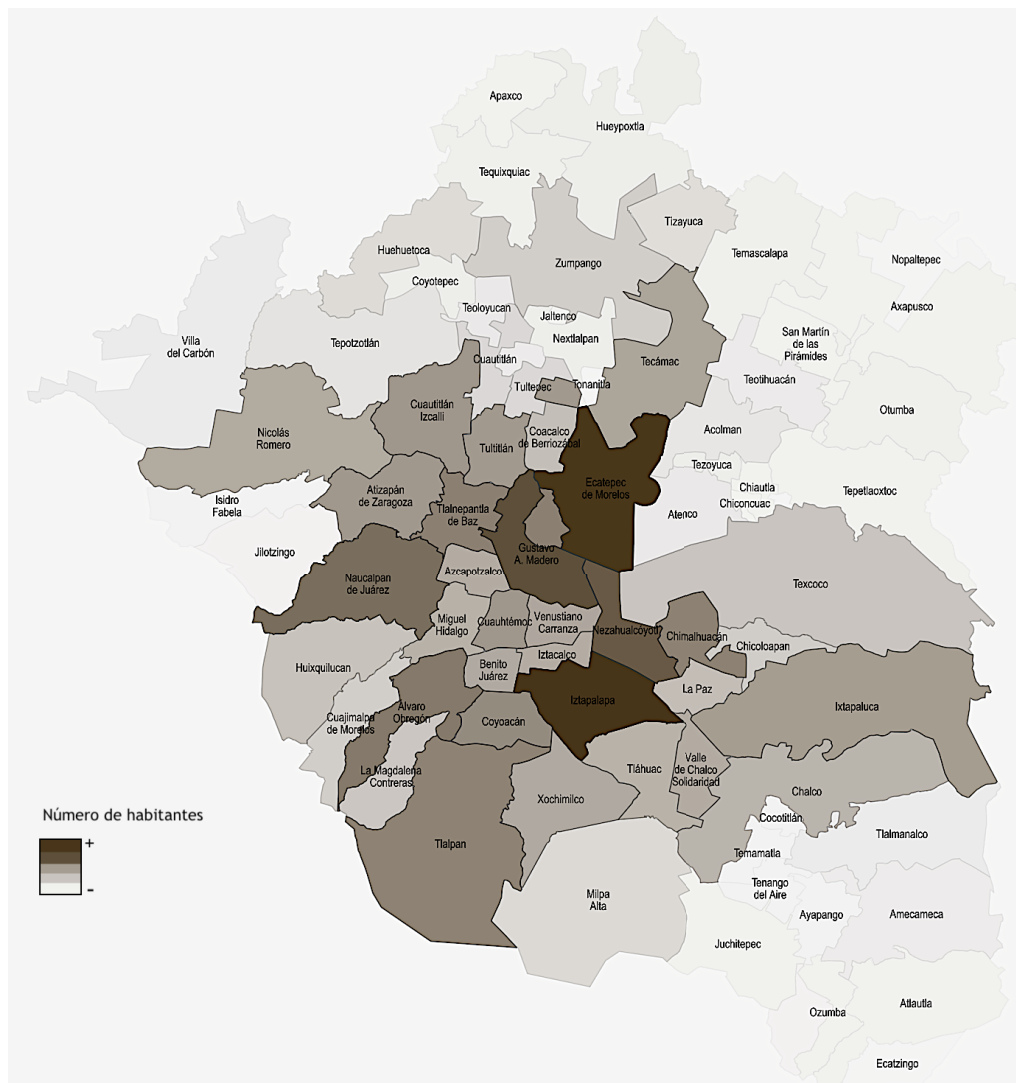 Apaxco
Hueypoxtla
Tequixquiac
Tizayuca
Huehuetoca
Temascalapa
Zumpango
Nopaltepec
Coyotepec
Teoloyucan
Axapusco
Jaltenco
Villa
del Carbón
Tepotzotlán
Nextlalpan
San Martín
de las
Pirámides
Cuautitlán
Tecámac
Teotihuacán
Tultepec
Tonanitla
Cuautitlán
Izcalli
Otumba
Nicolás
Romero
Tultitlán
Coacalco
de Berriozábal
Acolman
Tezoyuca
Ecatepec
de Morelos
Chiautla
Tepetlaoxtoc
Isidro
Fabela
Atizapán
de Zaragoza
Tlalnepantla
de Baz
Chiconcuac
Atenco
Jilotzingo
Gustavo
A. Madero
Azcapotzalco
Naucalpan
de Juárez
Texcoco
Miguel
Hidalgo
Cuauhtémoc
Venustiano
Carranza
Nezahualcóyotl
Chimalhuacán
Chicoloapan
Iztacalco
Huixquilucan
Benito
Juárez
La Paz
Iztapalapa
Ixtapaluca
Cuajimalpa
de Morelos
Álvaro
Obregón
Coyoacán
La Magdalena
Contreras
Tláhuac
Valle
de Chalco
Solidaridad
Chalco
Xochimilco
Número de habitantes
+
-
Cocotitlán
Tlalmanalco
Tlalpan
Temamatla
Tenango
del Aire
Milpa
Alta
Ayapango
Amecameca
Juchitepec
Ozumba
Atlautla
Ecatzingo